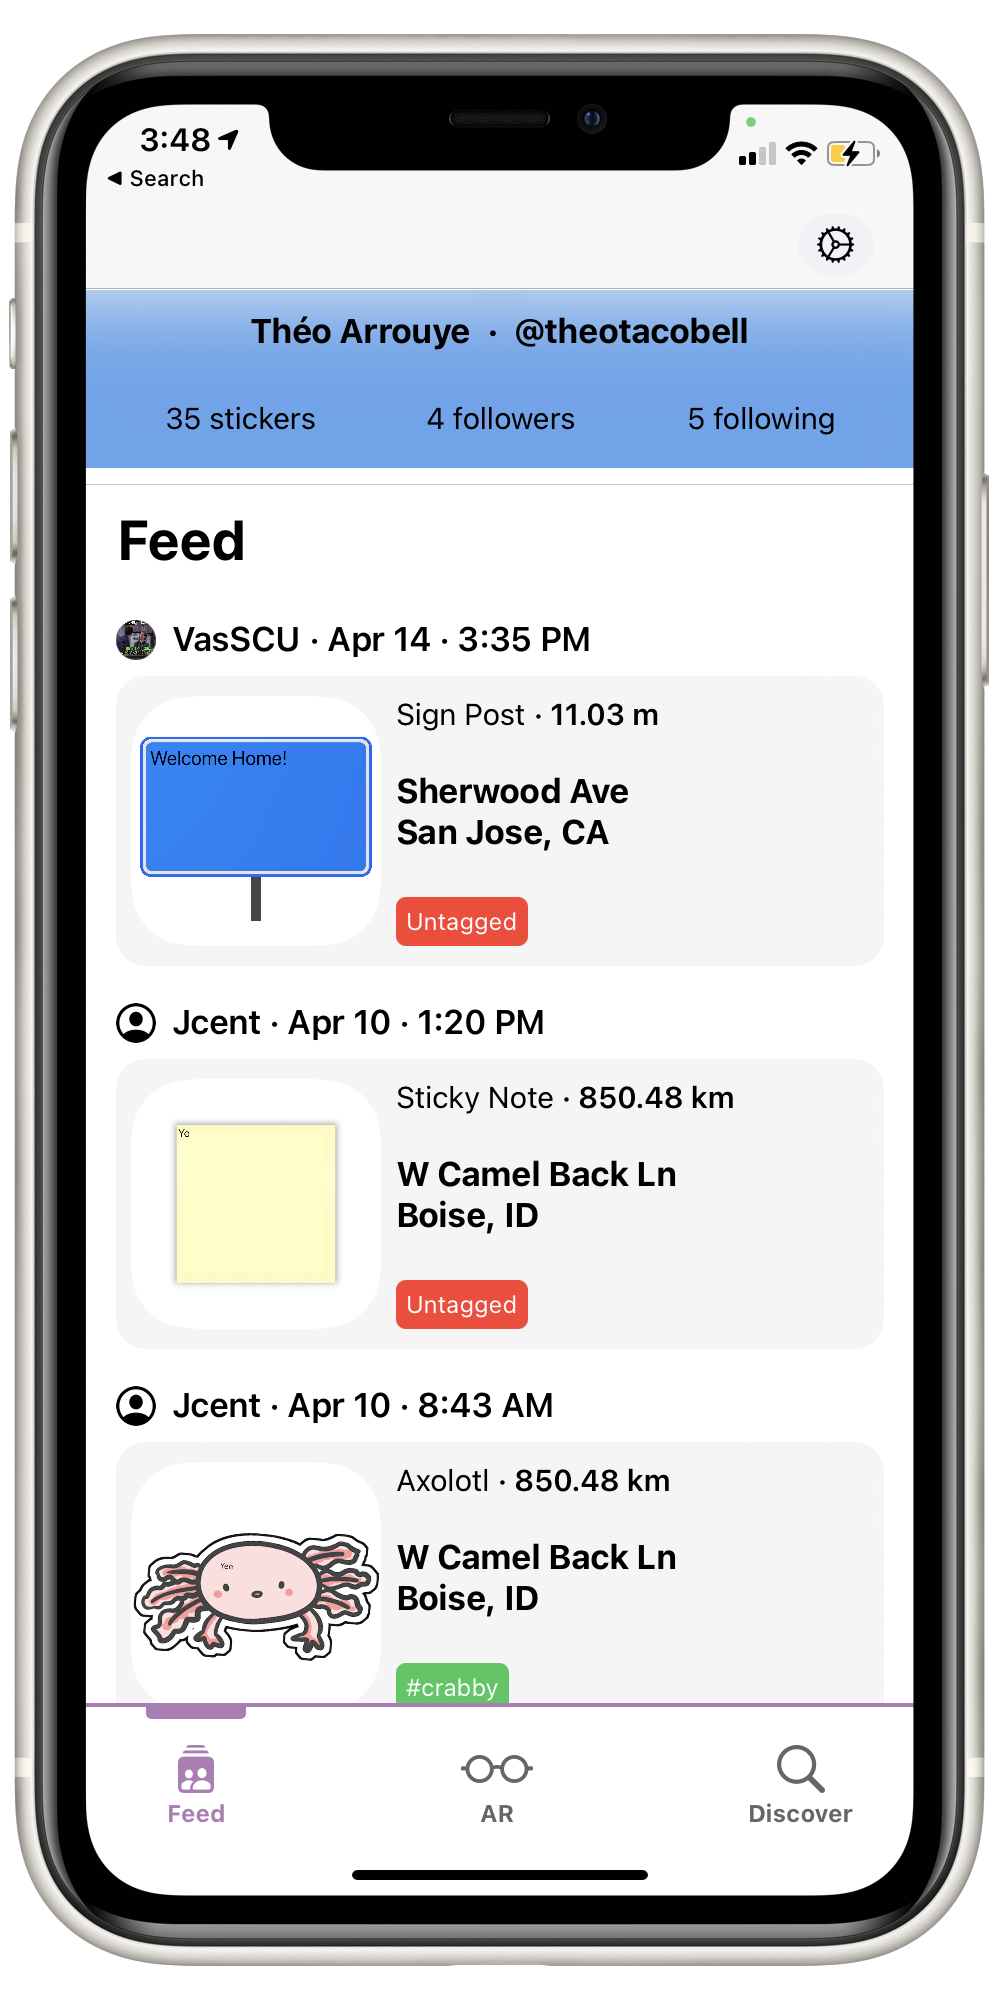 3:48
Search
Théo Arrouye · @theotacobell
35 stickers 4 followers 5 following
Feed
VasSCU · Apr 14 · 3:35 PM
Welcome Home!
Sign Post · 11.03 m
Sherwood Ave
San Jose, CA
Untagged
Jcent · Apr 10 · 1:20 PM
Ye
Sticky Note · 850.48 km
W Camel Back Ln
Boise, ID
Untagged
Jcent · Apr 10 · 8:43 AM
Yee
Axolotl · 850.48 km
W Camel Back Ln
Boise, ID
#crabby
Feed AR Discover